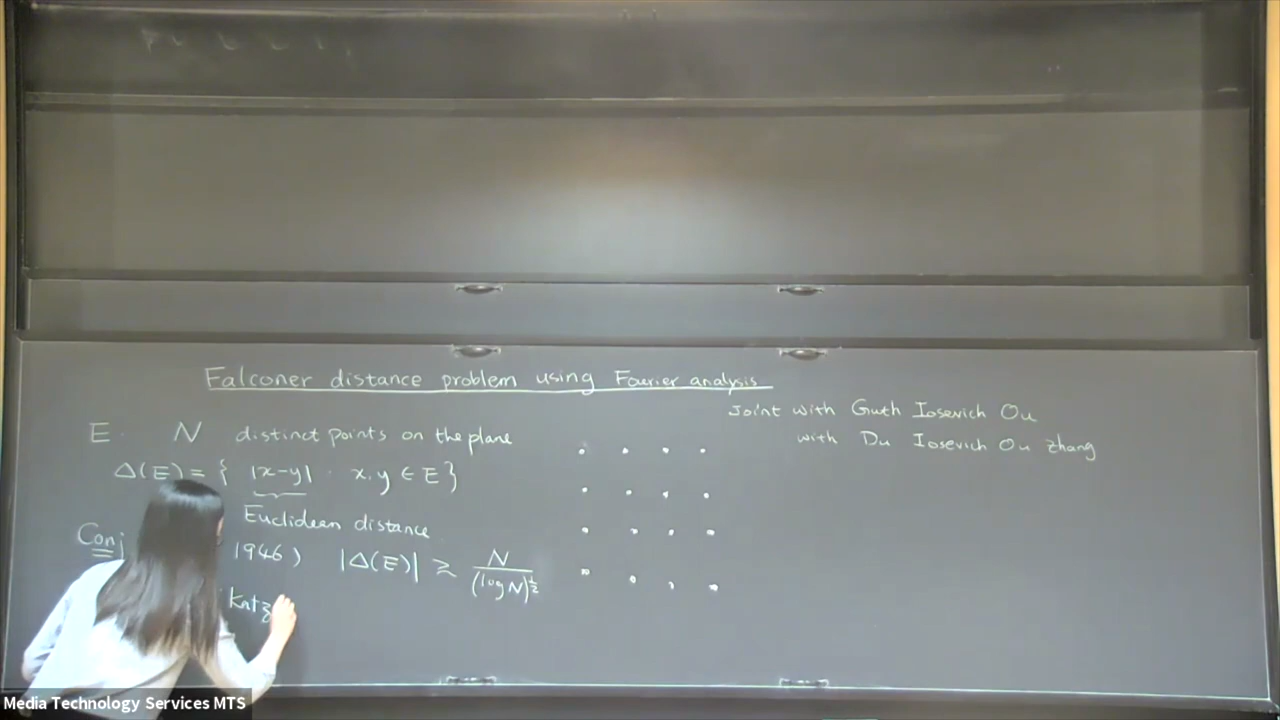 Falconer distance problem using Fourier analysis
Joint with Guth Iosevich Ou
with Du Iosevich Ou Zhang
E. N distinct points on the plane
Δ(E) = { |x-y| : x, y ∈ E }
Euclidean distance
Conj 1946) |Δ(E)| ≳ N/(log N)^{1/2}
Katz
Media Technology Services MTS